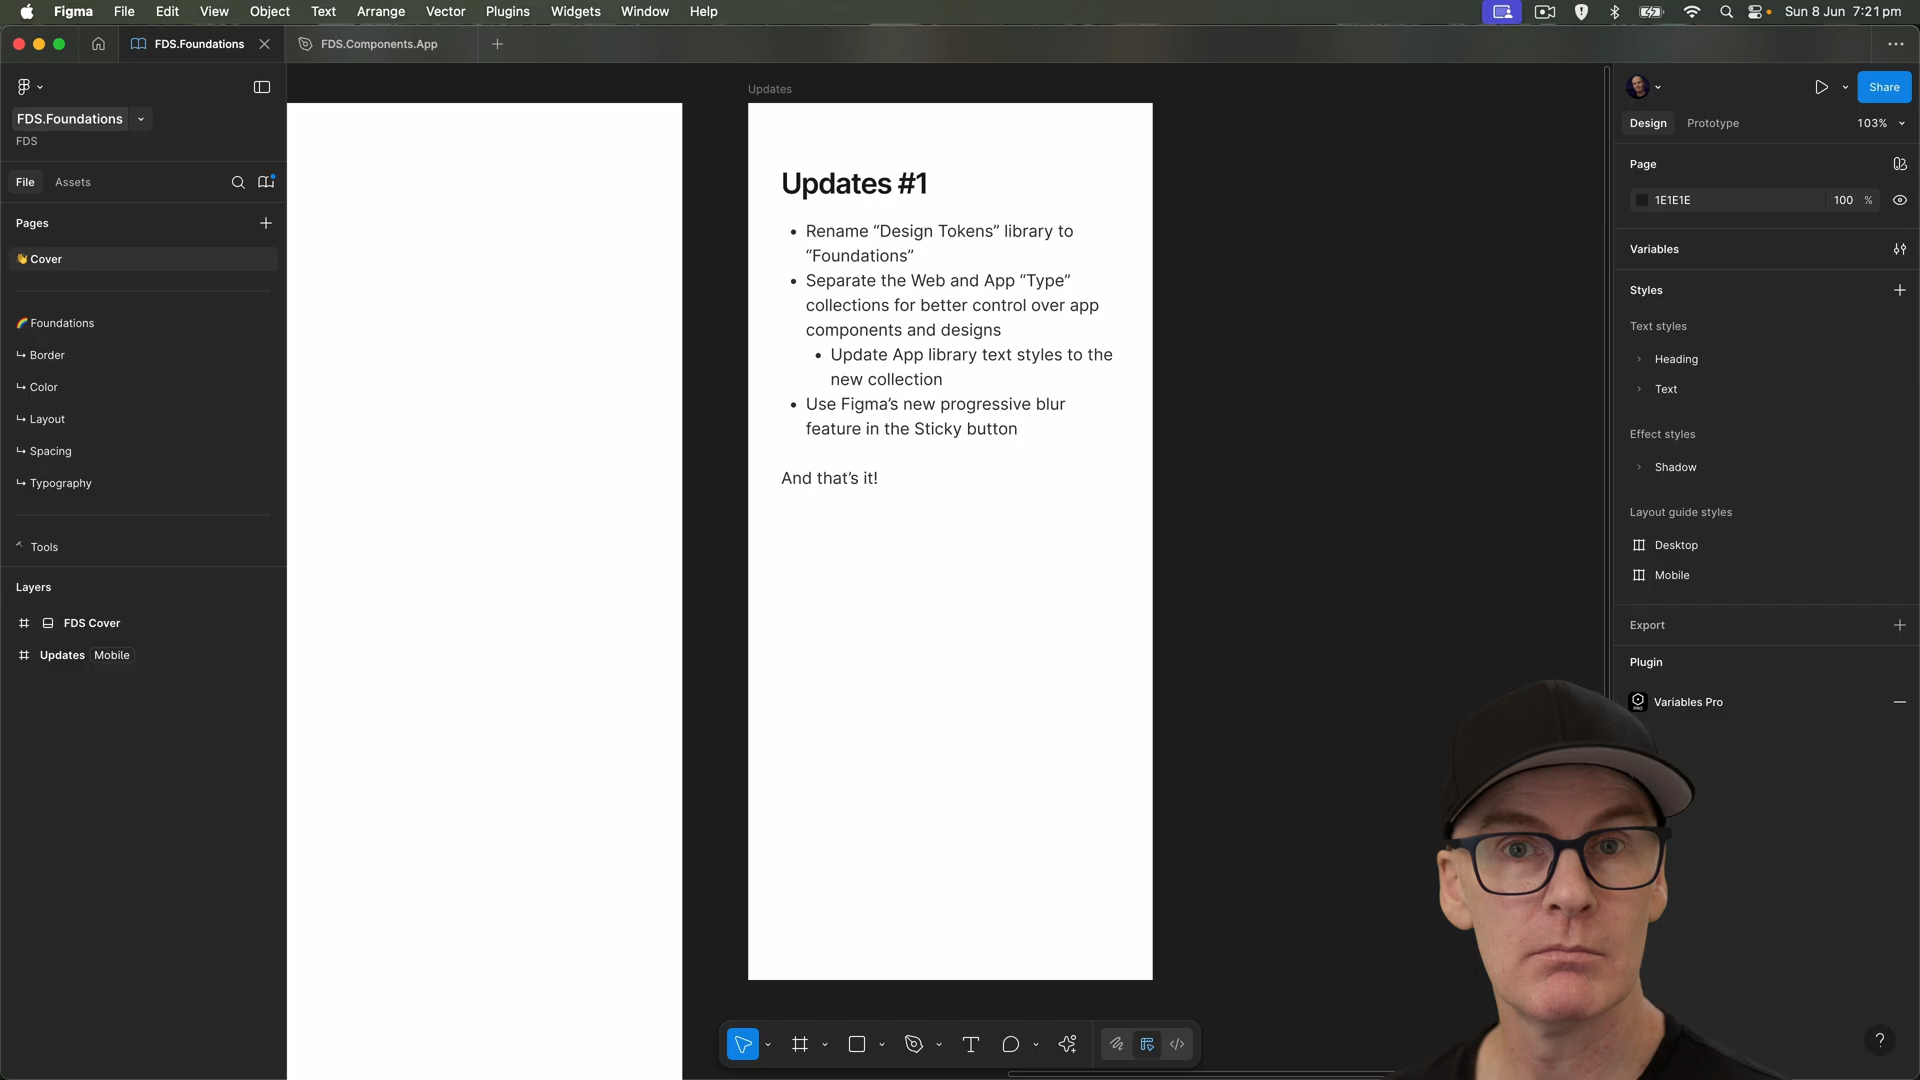 Figma File Edit View Object Text Arrange Vector Plugins Widgets Window Help
Sun 8 Jun 7:21 pm
FDS.Foundations
FDS.Components.App
FDS.Foundations
FDS
File Assets
Pages
👋 Cover
🌈 Foundations
↪ Border
↪ Color
↪ Layout
↪ Spacing
↪ Typography
Tools
Layers
FDS Cover
Updates Mobile
Updates
Updates #1
• Rename “Design Tokens” library to
“Foundations”
• Separate the Web and App “Type”
collections for better control over app
components and designs
• Update App library text styles to the
new collection
• Use Figma’s new progressive blur
feature in the Sticky button
And that’s it!
Share
Design Prototype 103%
Page
1E1E1E 100 %
Variables
Styles
Text styles
Heading
Text
Effect styles
Shadow
Layout guide styles
Desktop
Mobile
Export
Plugin
PRO
Variables Pro
?